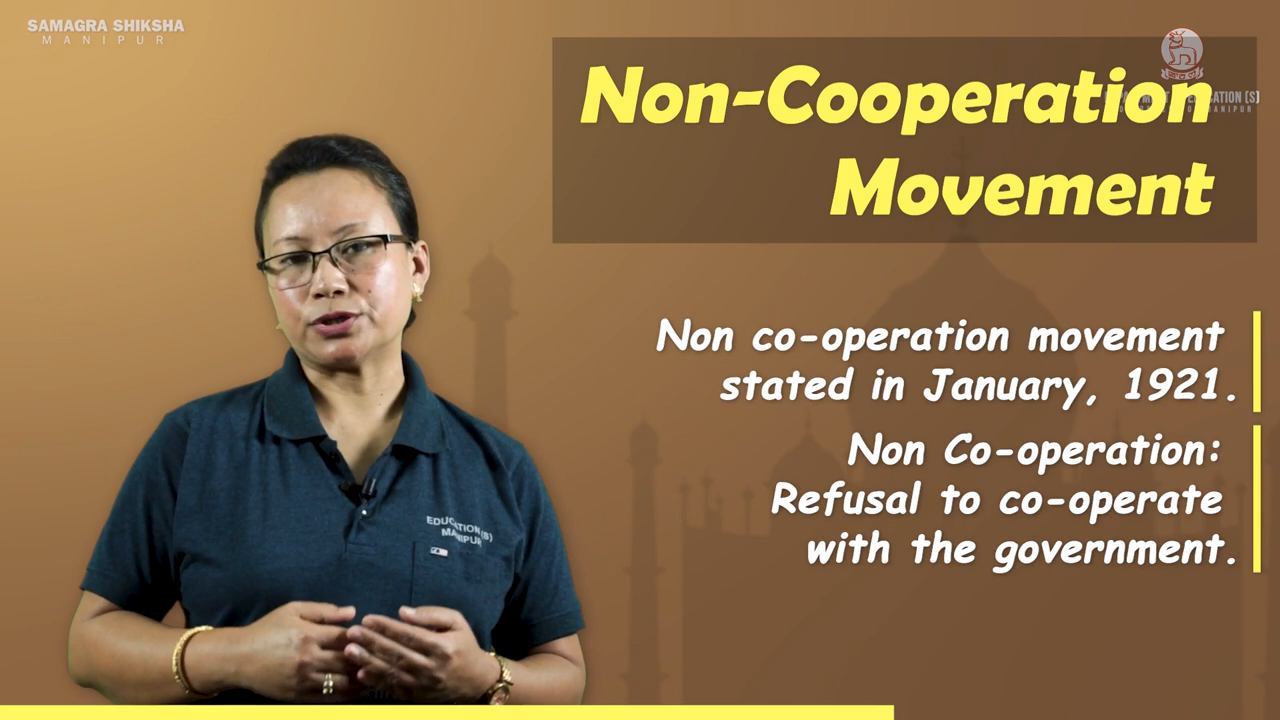 SAMAGRA SHIKSHA
MANIPUR
Non-Cooperation
Movement
Non co-operation movement
stated in January, 1921.
Non Co-operation:
Refusal to co-operate
with the government.
EDUCATION (S)
MANIPUR